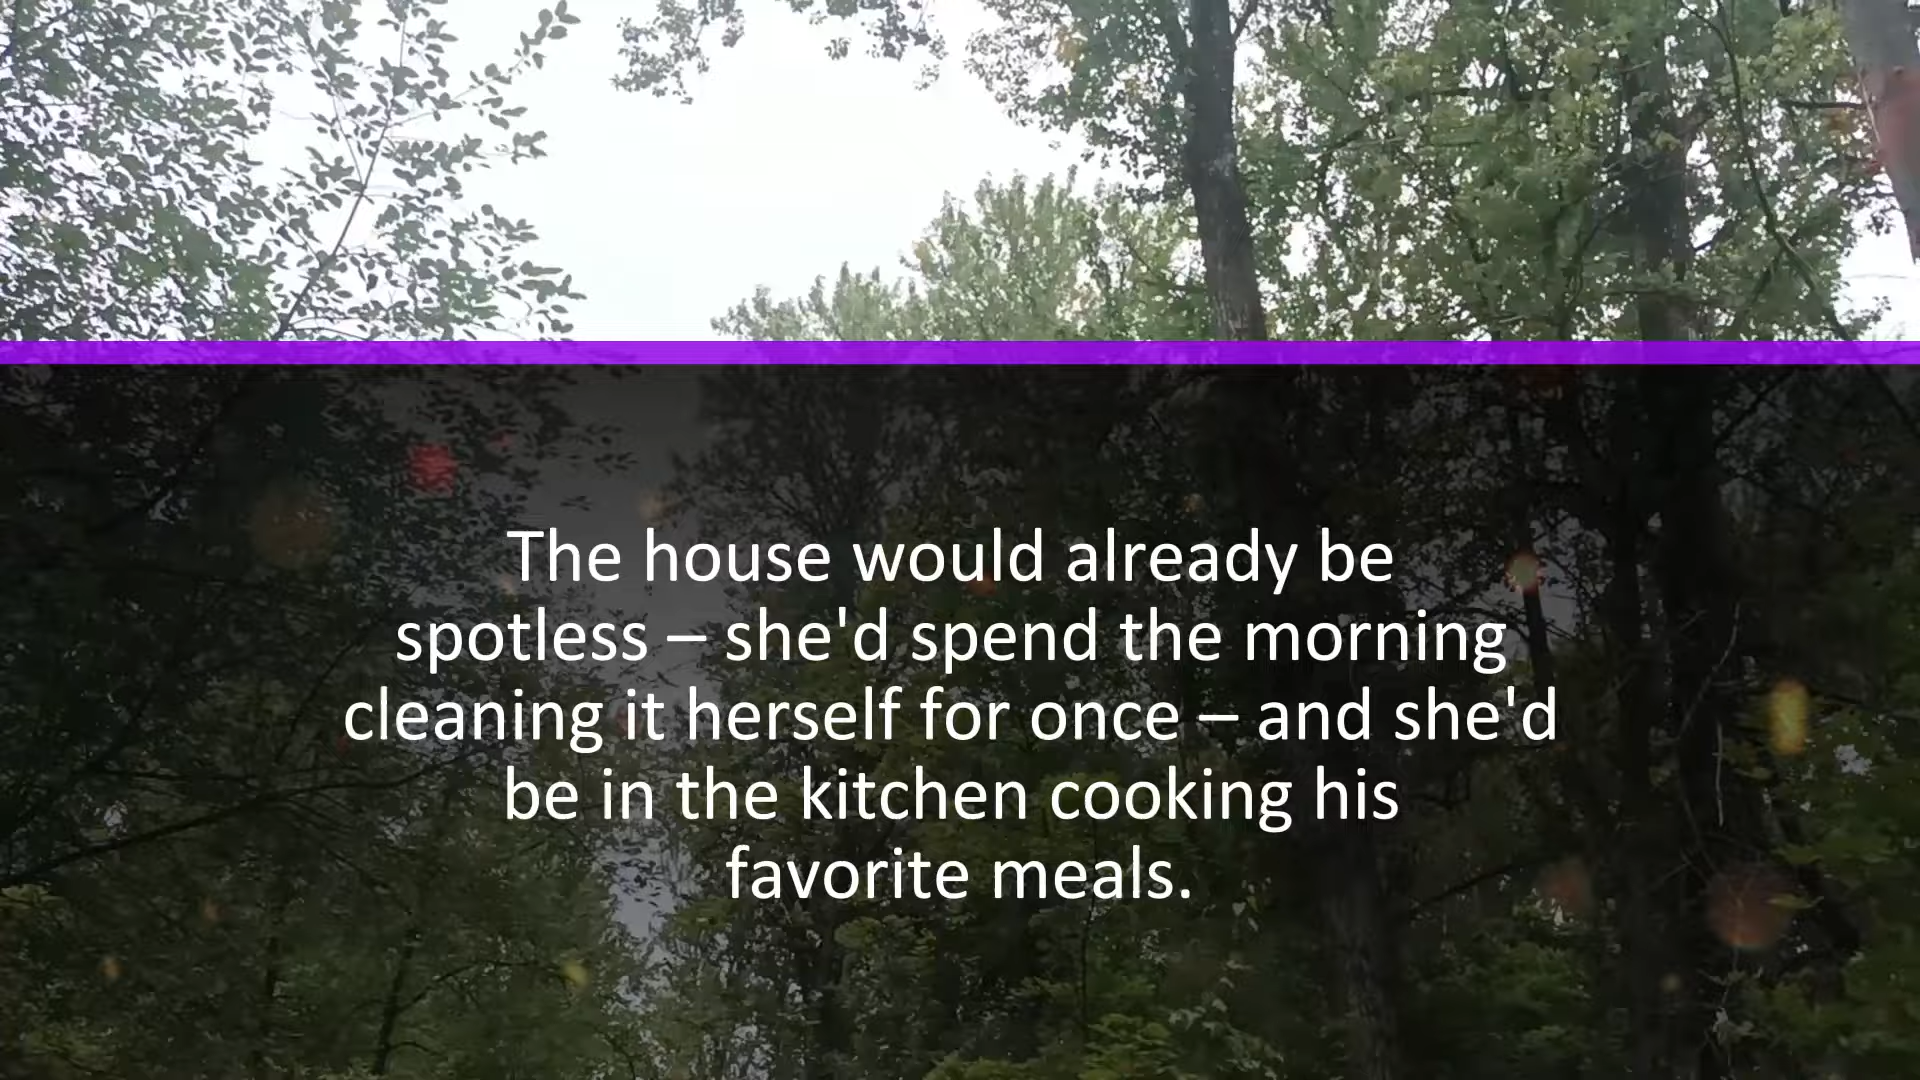 The house would already be
spotless – she'd spend the morning
cleaning it herself for once – and she'd
be in the kitchen cooking his
favorite meals.